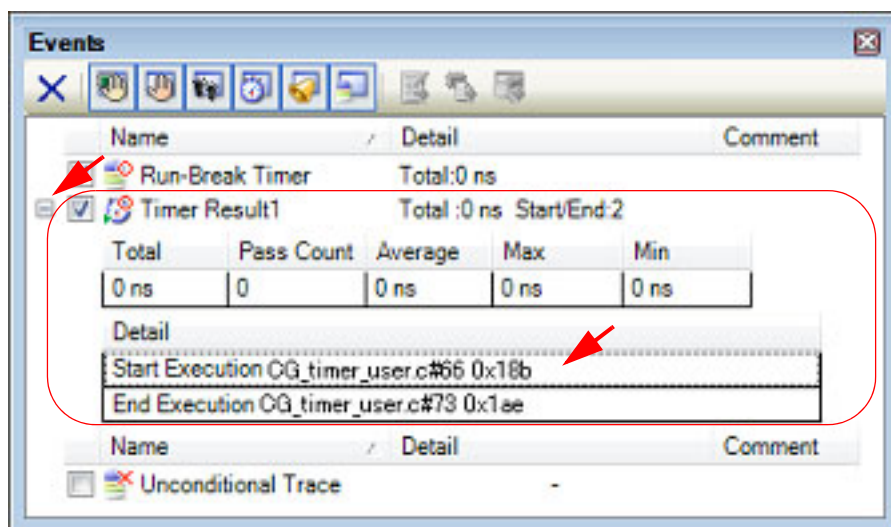 Events
Name / Detail Comment
Run-Break Timer Total:0 ns
Timer Result1 Total :0 ns Start/End:2
Total Pass Count Average Max Min
0 ns 0 0 ns 0 ns 0 ns
Detail
Start Execution CG_timer_user.c#66 0x18b
End Execution CG_timer_user.c#73 0x1ae
Name / Detail Comment
Unconditional Trace -